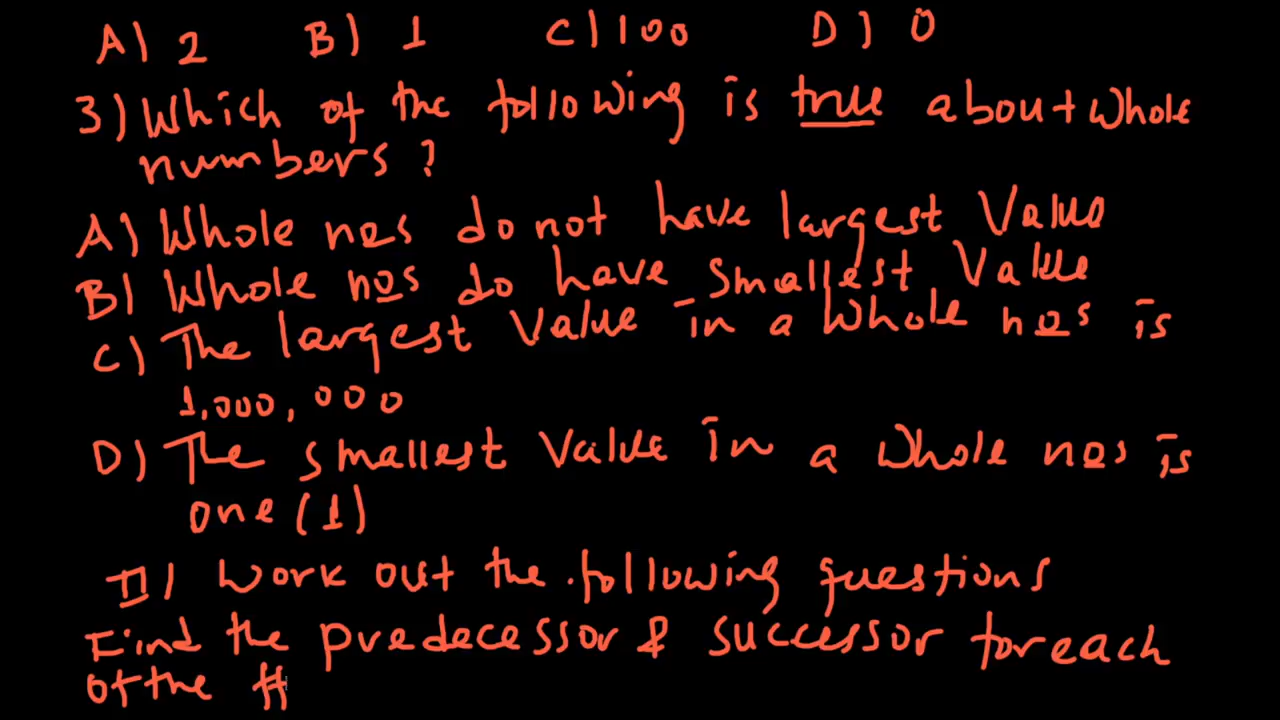 A) 2 B) 1 C) 100 D) 0
3) Which of the following is true about whole
numbers ?
A) Whole nos do not have largest Value
B) Whole nos do have smallest Value
C) The largest Value in a whole nos is
1,000,000
D) The smallest Value in a whole nos is
one (1)
II) Work out the following questions
Find the predecessor & successor for each
of the ff